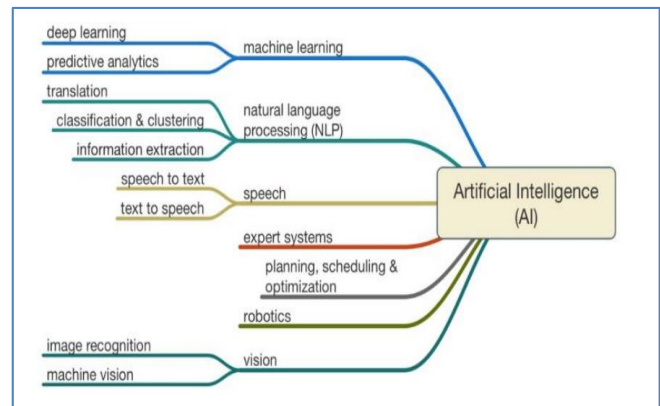 deep learning
predictive analytics
machine learning
translation
classification & clustering
information extraction
natural language
processing (NLP)
speech to text
text to speech
speech
expert systems
planning, scheduling &
optimization
robotics
image recognition
machine vision
vision
Artificial Intelligence
(AI)